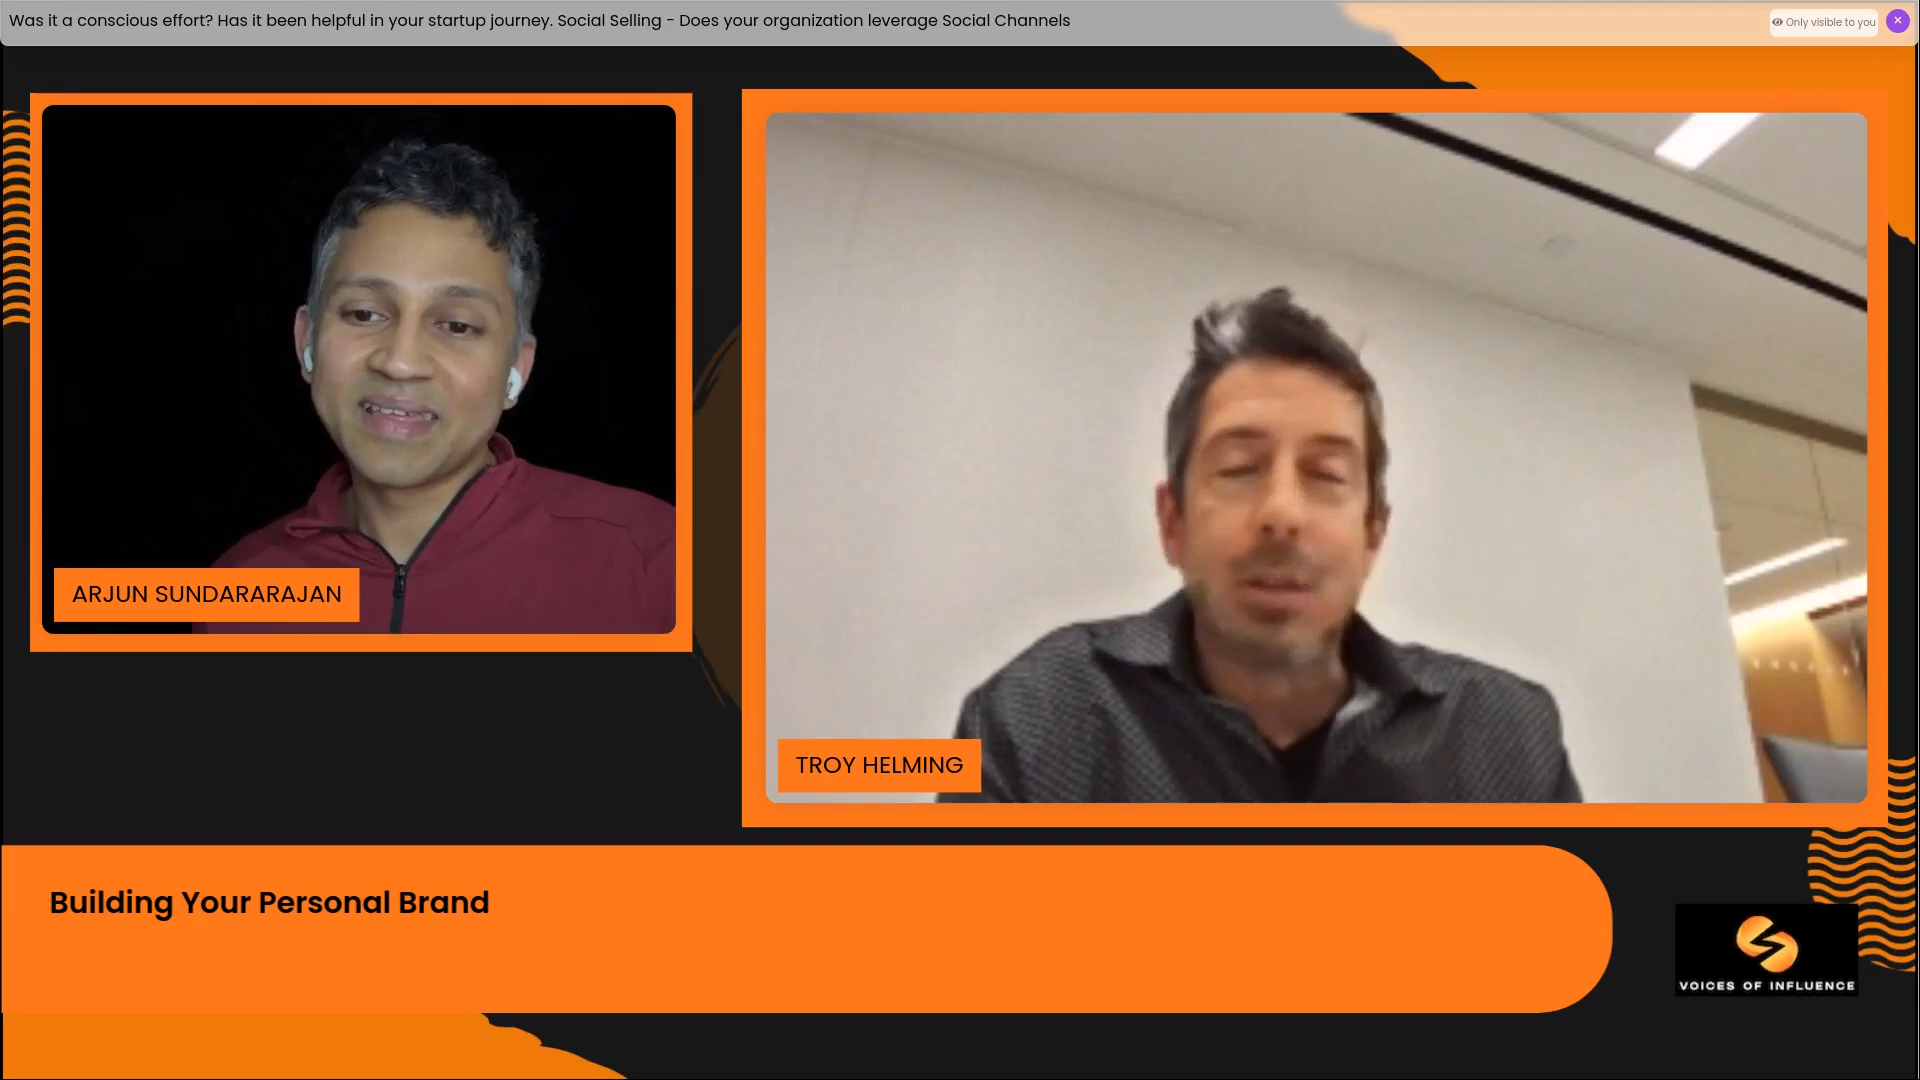 Was it a conscious effort? Has it been helpful in your startup journey. Social Selling - Does your organization leverage Social Channels
Only visible to you
ARJUN SUNDARARAJAN
TROY HELMING
Building Your Personal Brand
VOICES OF INFLUENCE